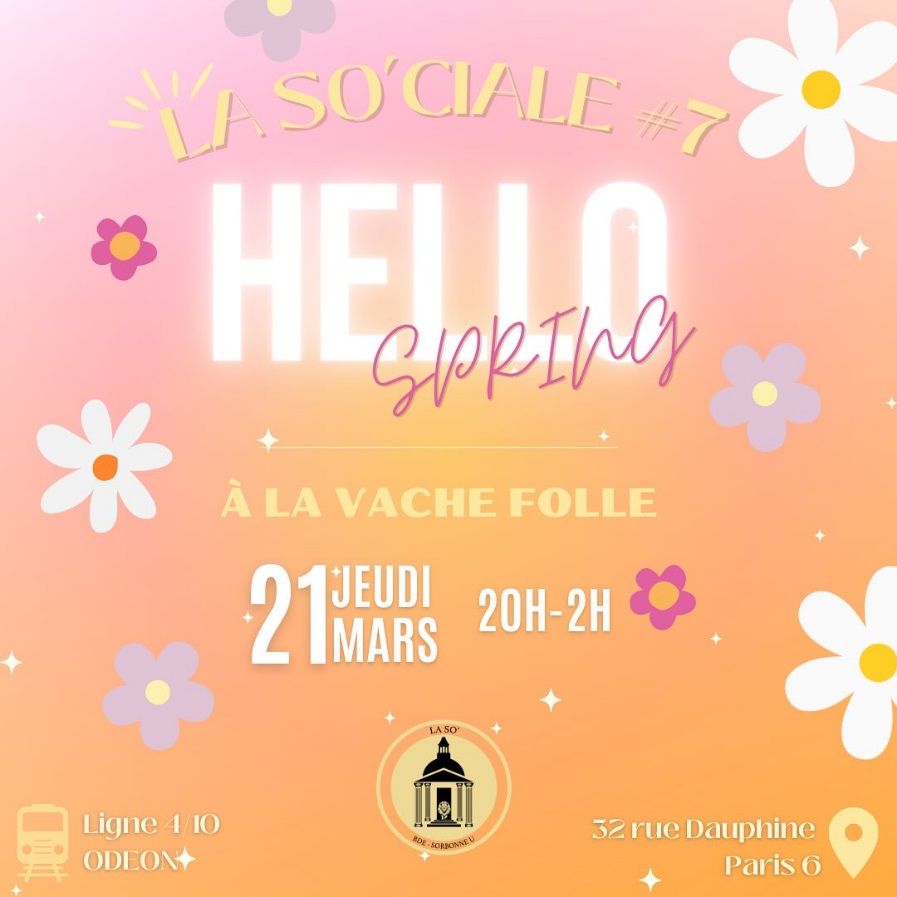 LA SO'CIALE #7
HELLO
SPRING
À LA VACHE FOLLE
21 JEUDI
MARS
20H-2H
LA SO'
BDE - SORBONNE U
Ligne 4/10
ODEON
32 rue Dauphine
Paris 6